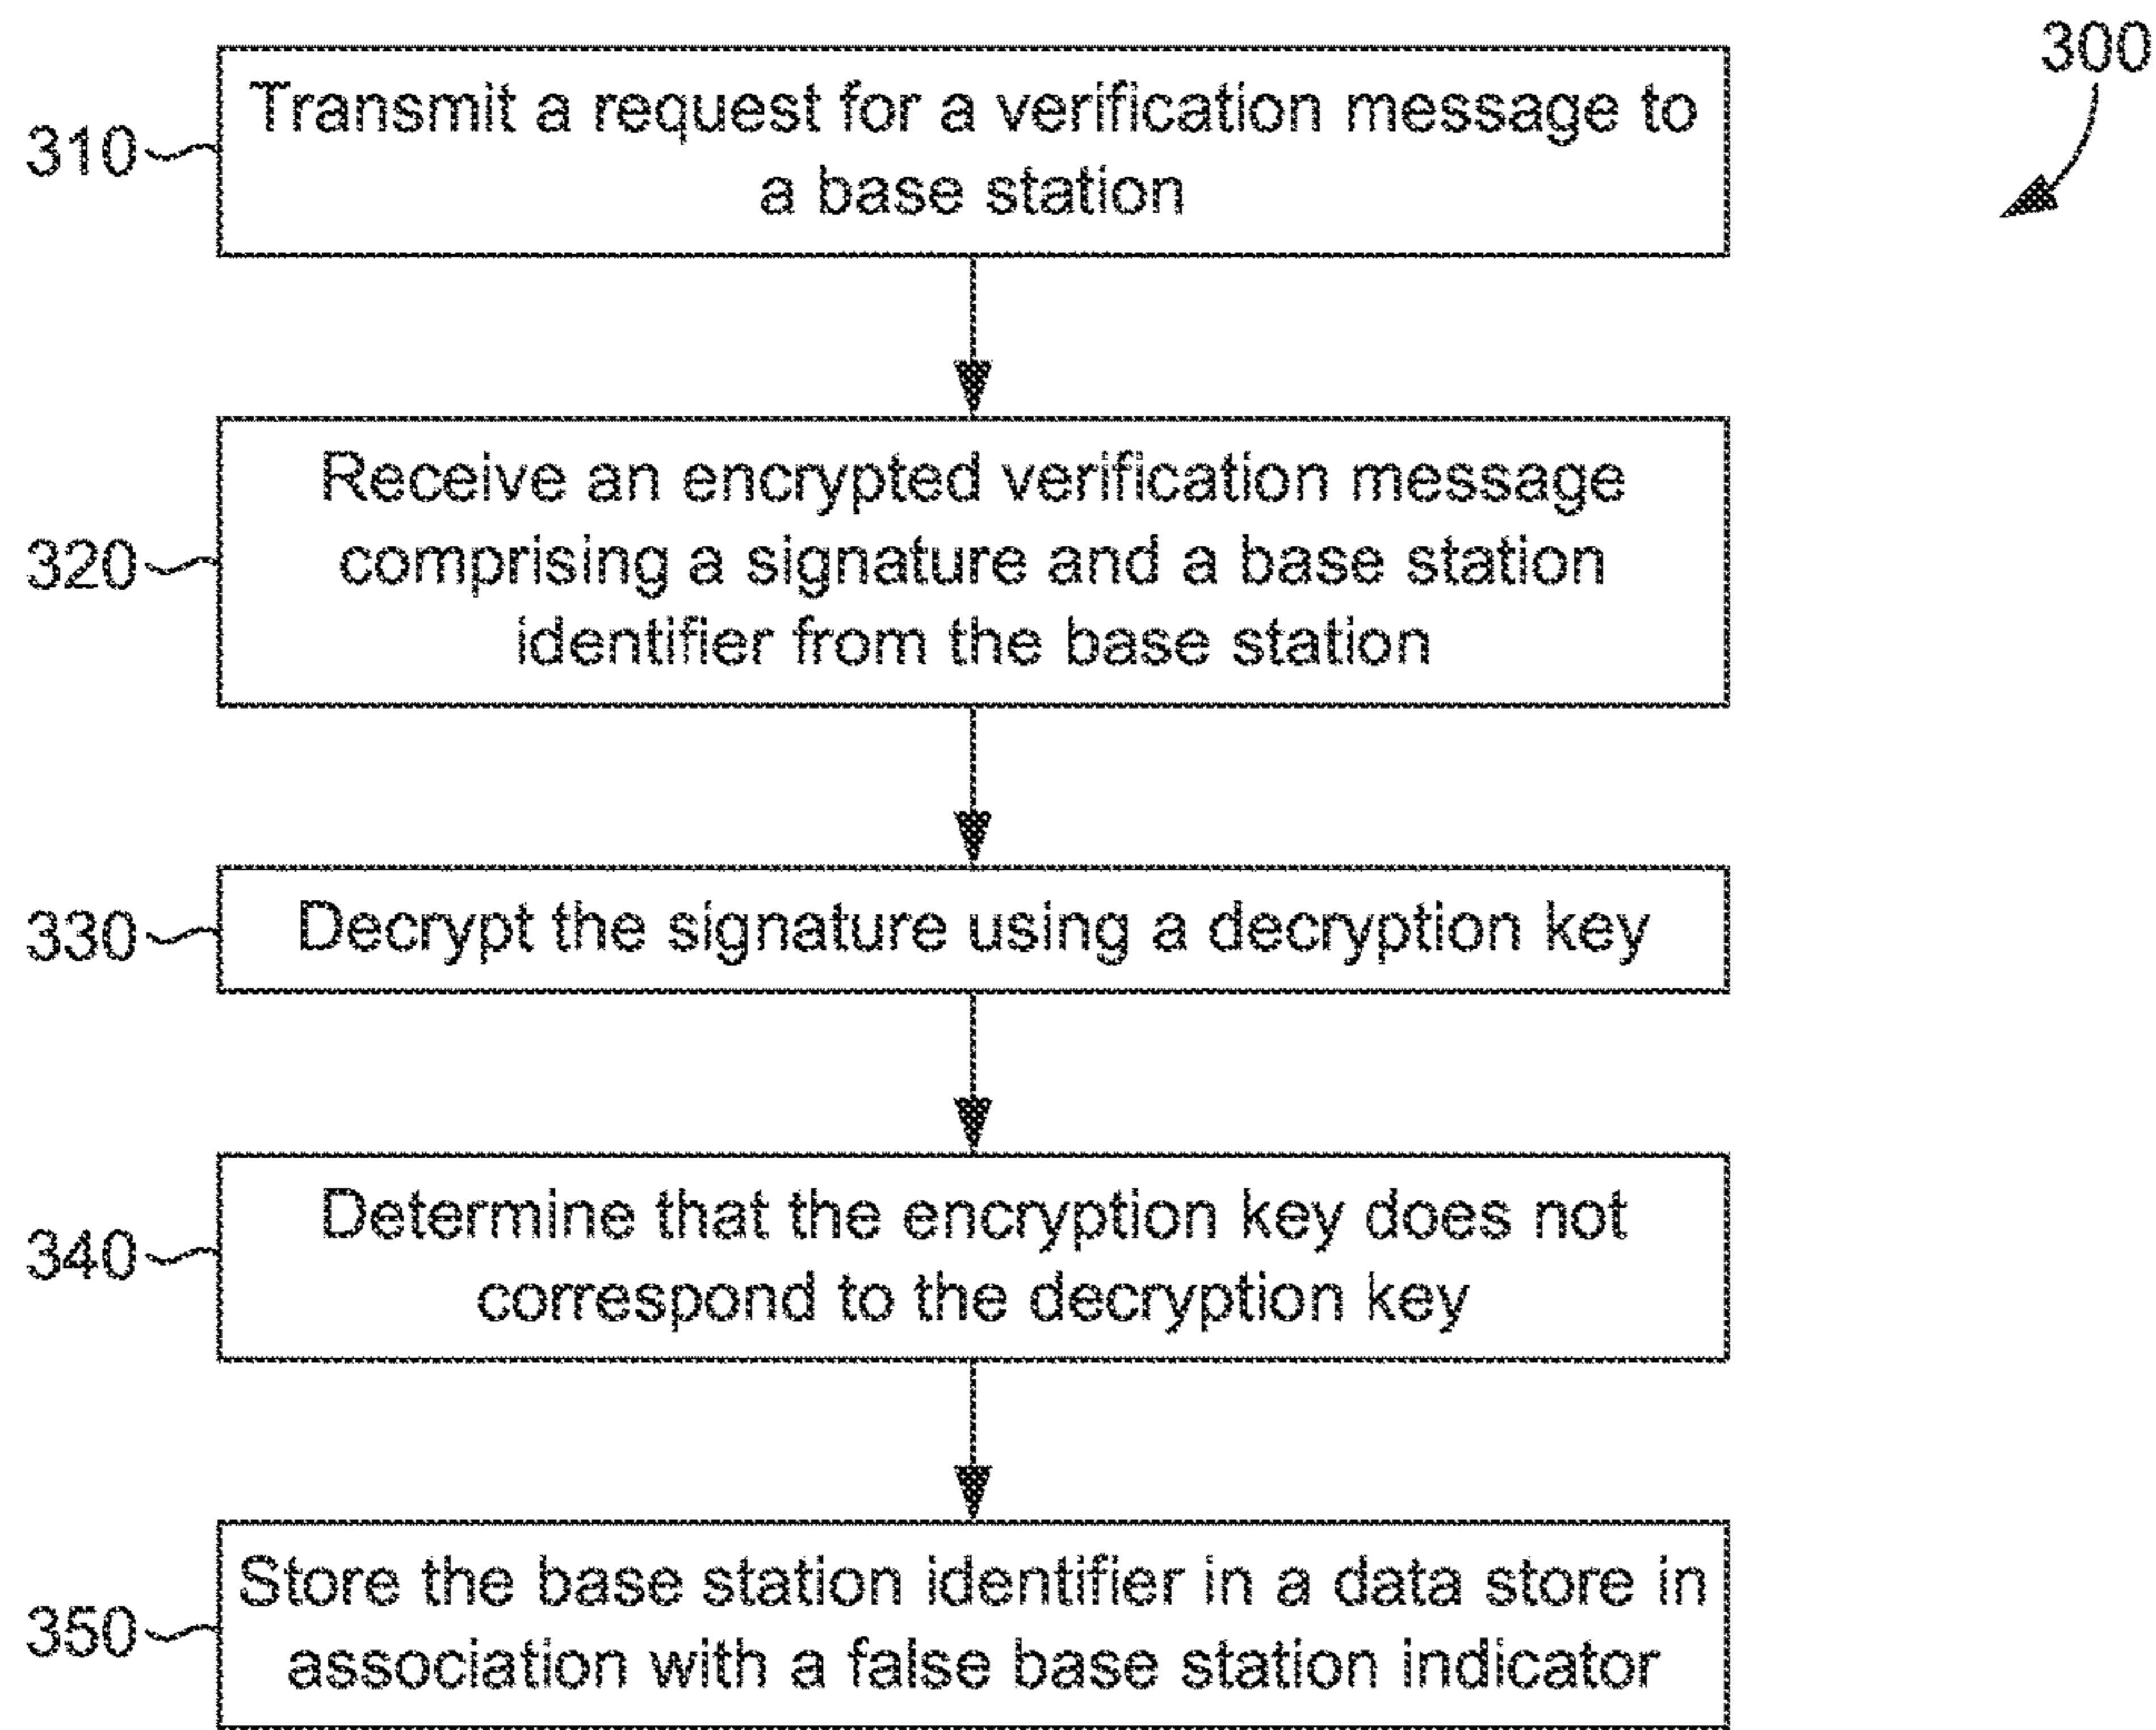 300
310
Transmit a request for a verification message to
a base station
320
Receive an encrypted verification message
comprising a signature and a base station
identifier from the base station
330
Decrypt the signature using a decryption key
340
Determine that the encryption key does not
correspond to the decryption key
350
Store the base station identifier in a data store in
association with a false base station indicator